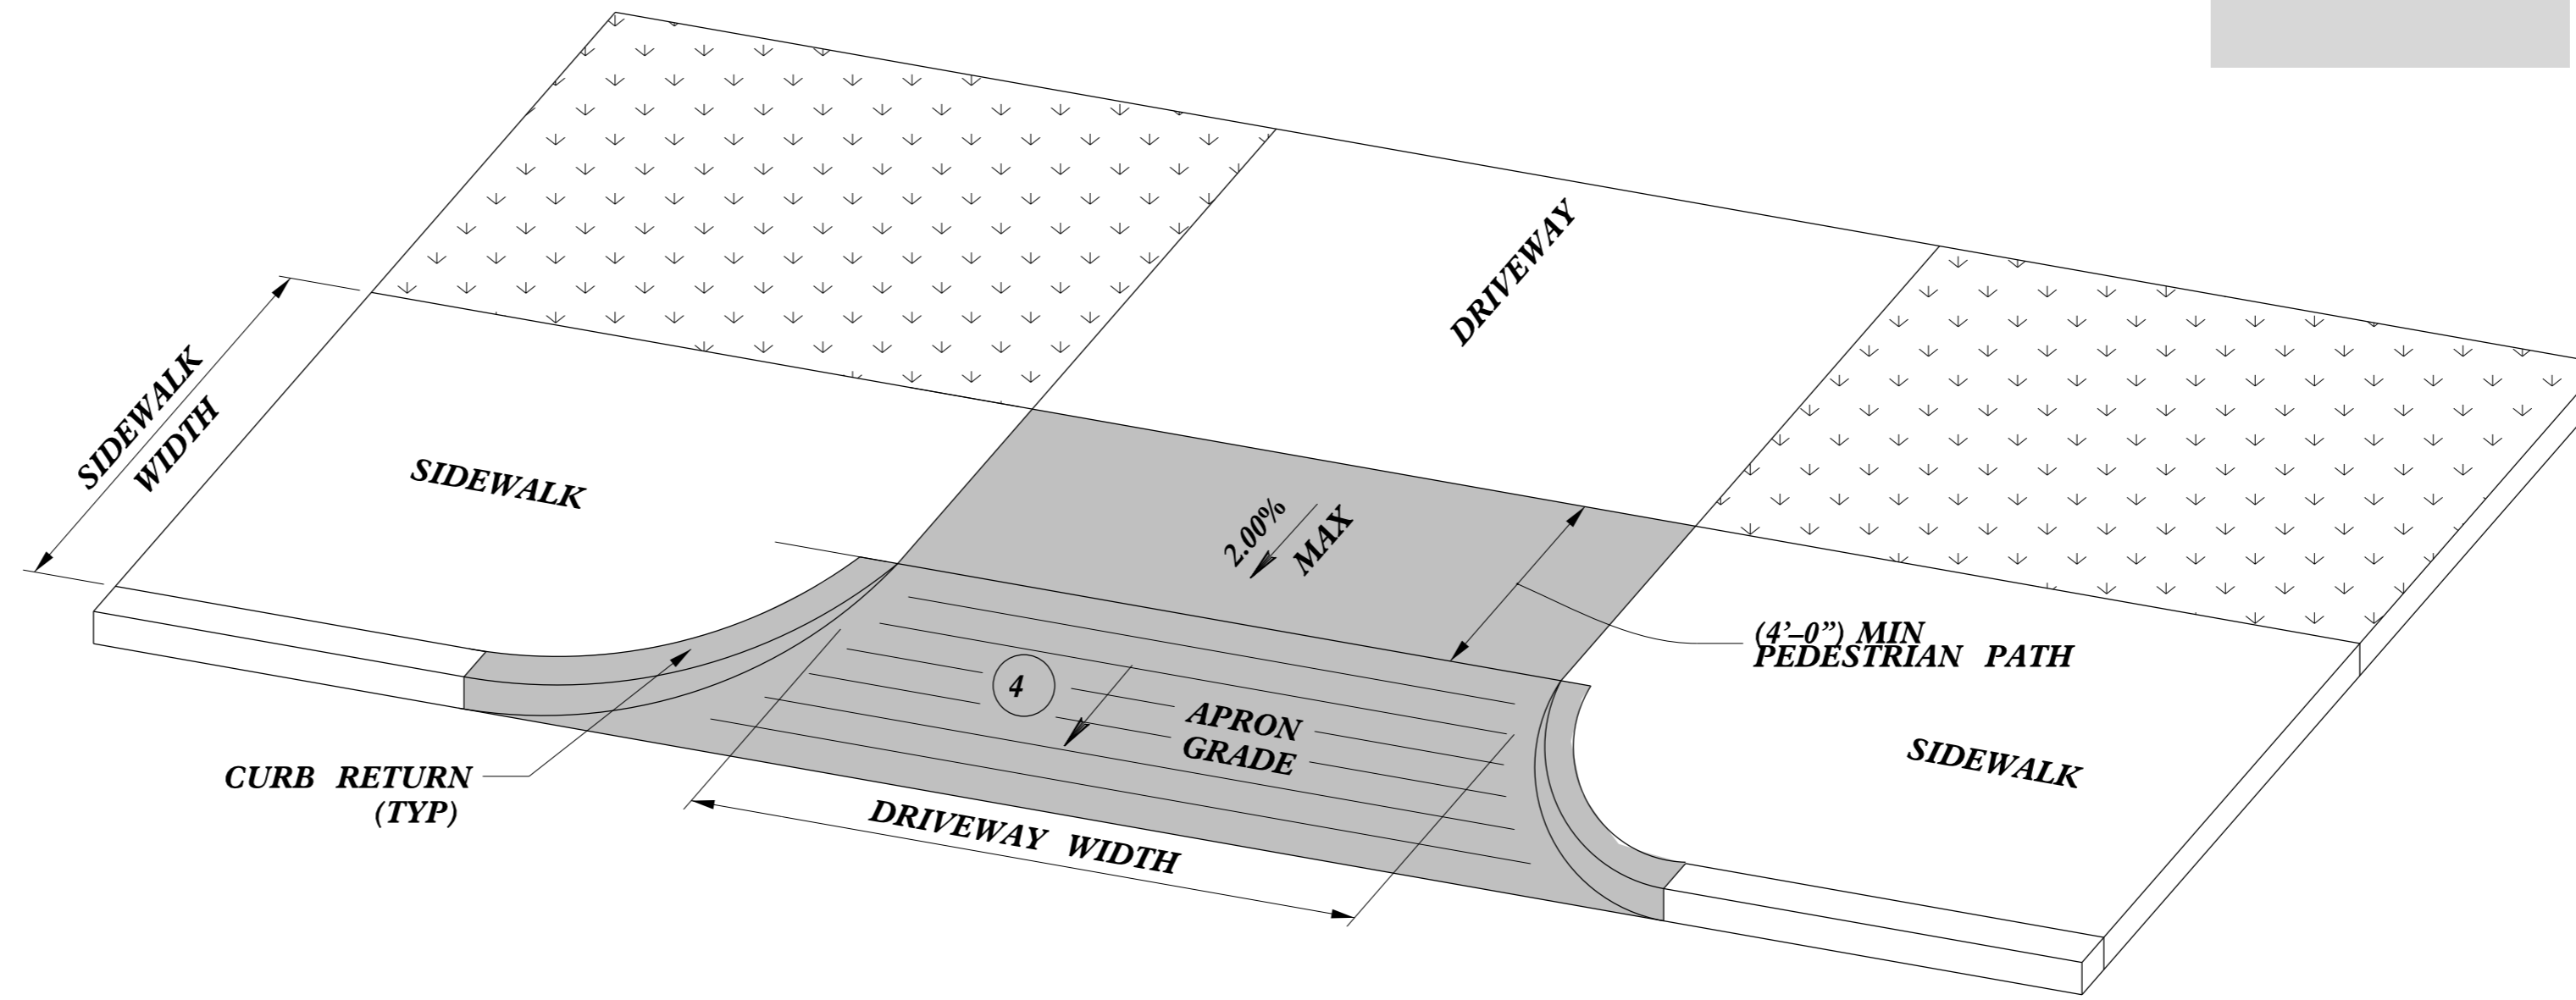 DRIVEWAY
SIDEWALK
WIDTH
SIDEWALK
2.00%
MAX
(4'–0") MIN
PEDESTRIAN PATH
4
APRON
GRADE
SIDEWALK
CURB RETURN
(TYP)
DRIVEWAY WIDTH